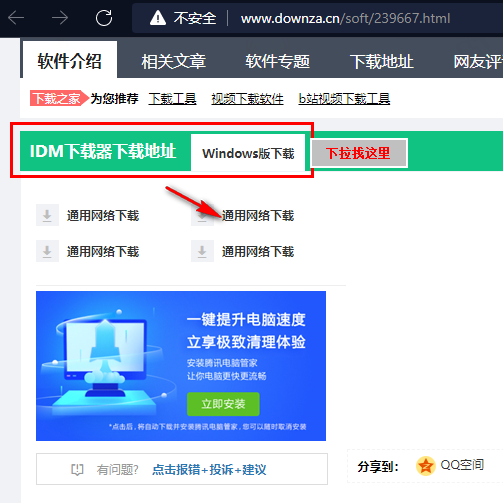 不安全 www.downza.cn/soft/239667.html
软件介绍 相关文章 软件专题 下载地址 网友评
下载之家 为您推荐 下载工具 视频下载软件 b站视频下载工具
IDM下载器下载地址 Windows版下载 下拉找这里
通用网络下载 通用网络下载
通用网络下载 通用网络下载
一键提升电脑速度
立享极致清理体验
安装腾讯电脑管家
让你电脑更快更流畅
立即安装
*点击后,将自动下载并安装腾讯电脑管家,您可以随时取消安装
有问题? 点击报错+投诉+建议 分享到: QQ空间